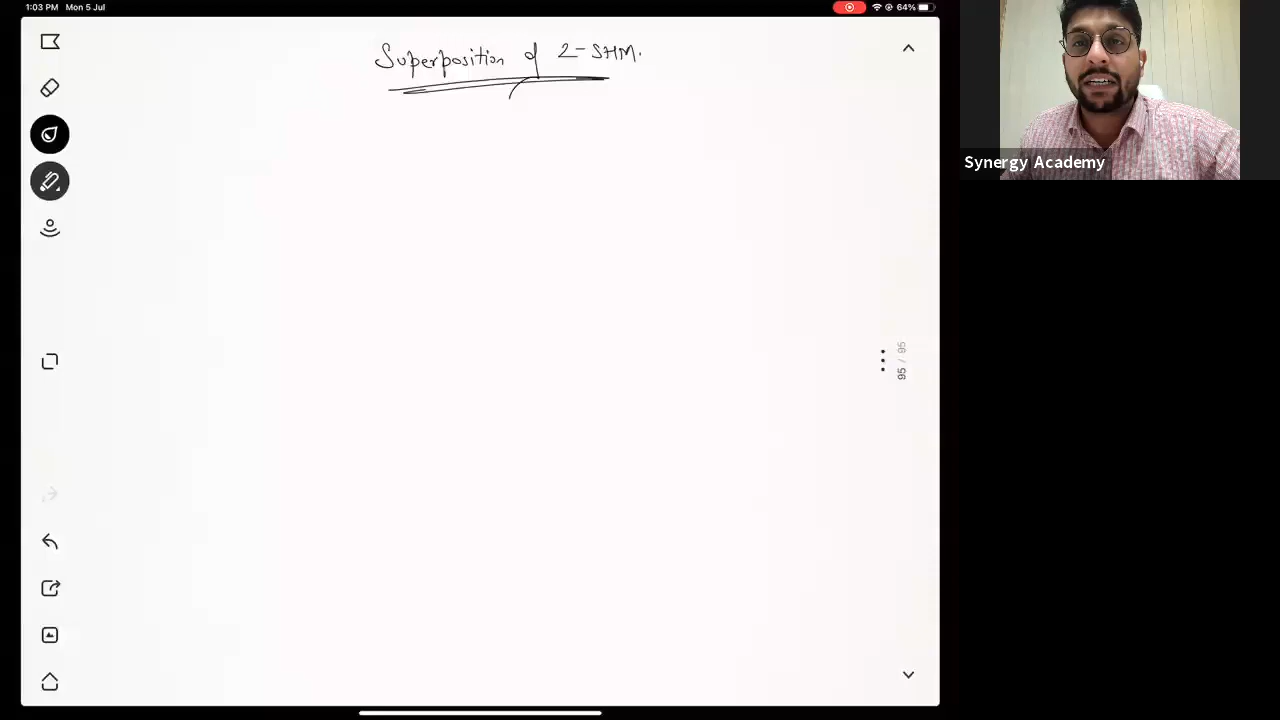 1:03 PM Mon 5 Jul
64%
Superposition of 2-SHM.
Synergy Academy
95 / 95